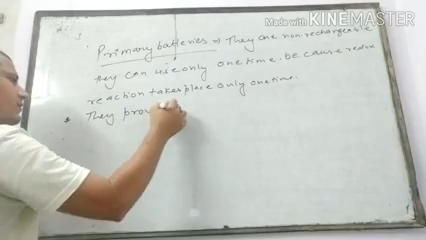 Made with KINEMASTER
Primary batteries ⇒ They are non-rechargeable
they can use only one time. because redox
reaction takes place only one time.
* They prov